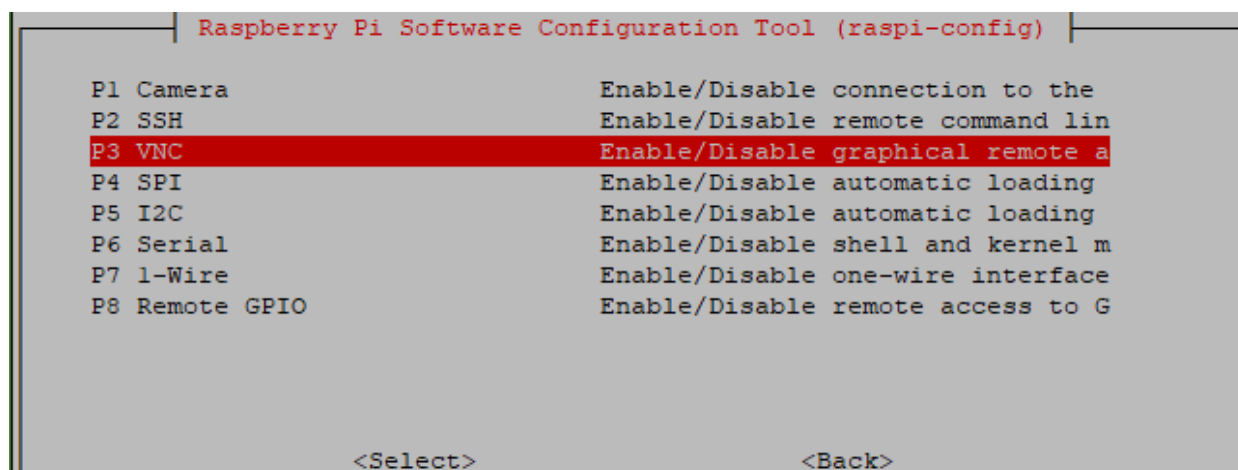 Raspberry Pi Software Configuration Tool (raspi-config)
P1 Camera Enable/Disable connection to the
P2 SSH Enable/Disable remote command lin
P3 VNC Enable/Disable graphical remote a
P4 SPI Enable/Disable automatic loading
P5 I2C Enable/Disable automatic loading
P6 Serial Enable/Disable shell and kernel m
P7 1-Wire Enable/Disable one-wire interface
P8 Remote GPIO Enable/Disable remote access to G
<Select> <Back>